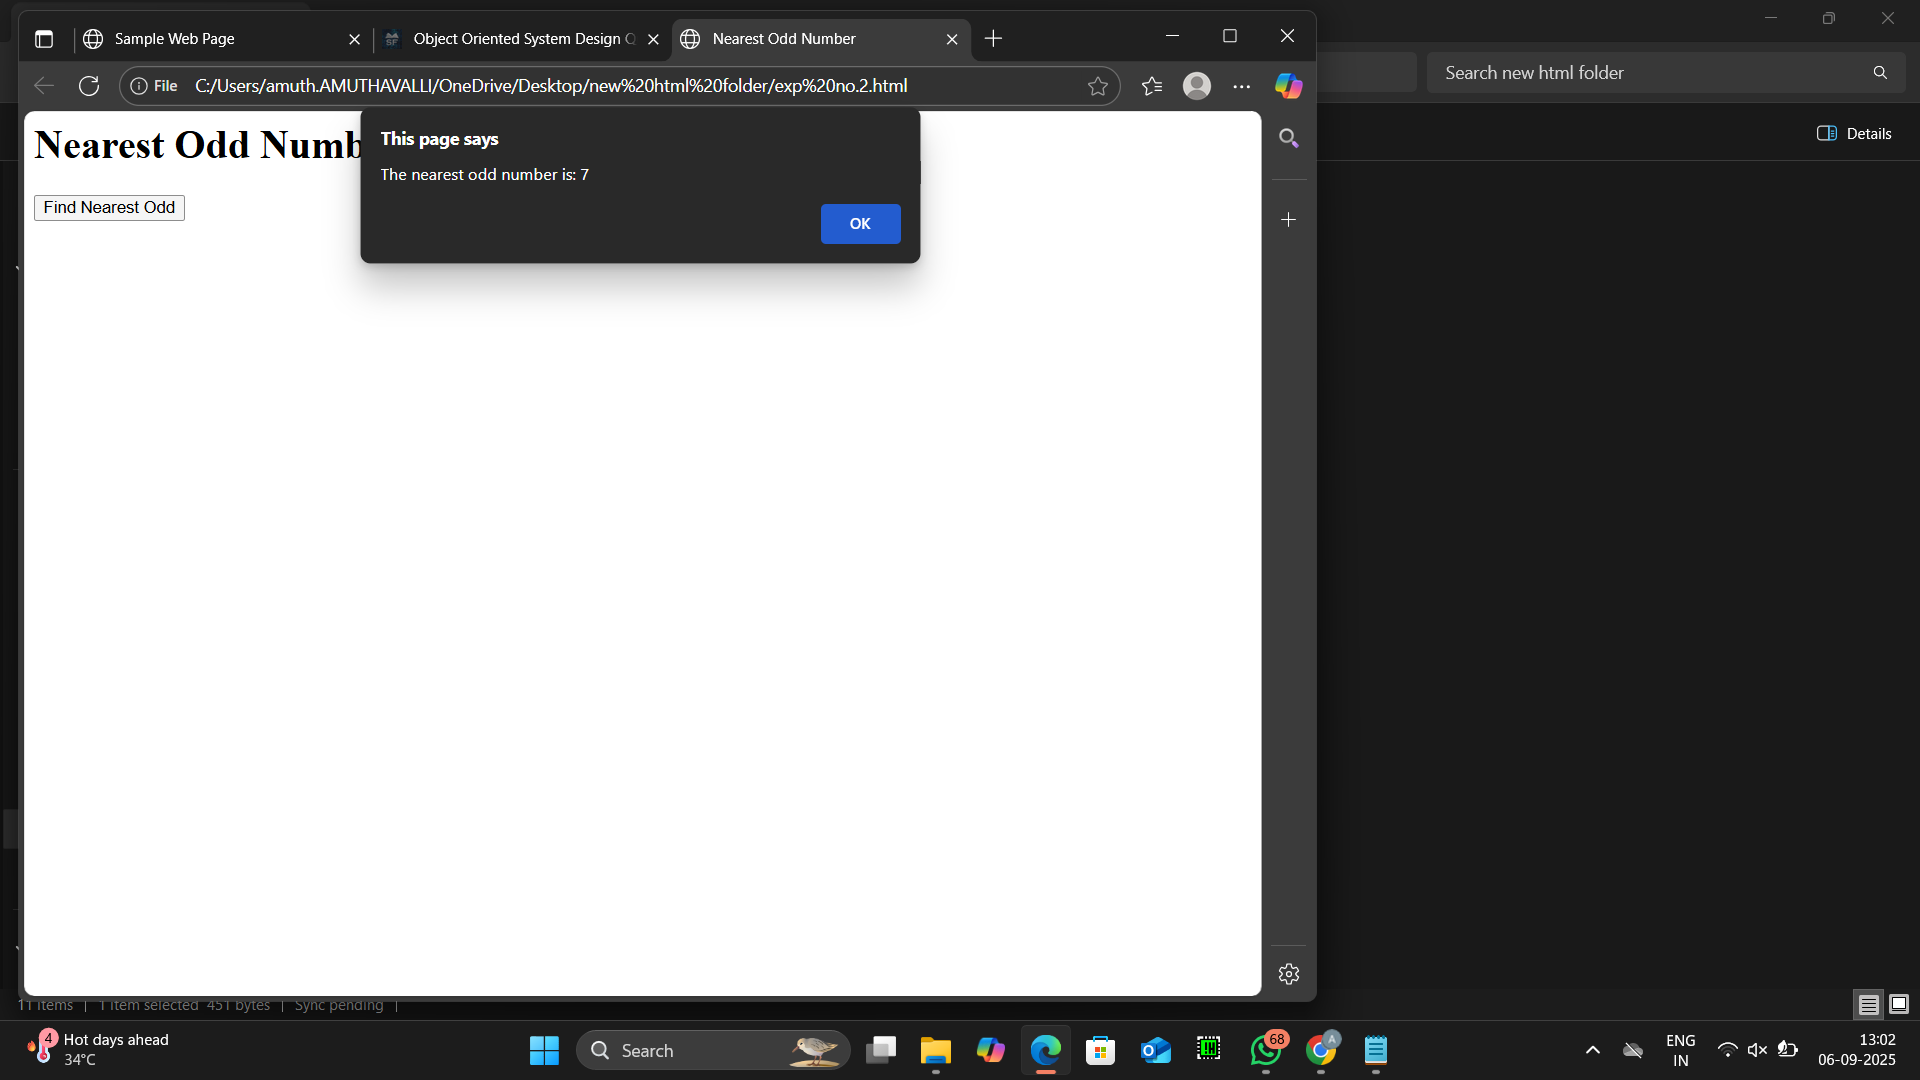 Sample Web Page
Object Oriented System Design Q
Nearest Odd Number
File
C:/Users/amuth.AMUTHAVALLI/OneDrive/Desktop/new%20html%20folder/exp%20no.2.html
Search new html folder
Details
Nearest Odd Numb
This page says
The nearest odd number is: 7
OK
Find Nearest Odd
11 items | 1 item selected 451 bytes | Sync pending |
4
Hot days ahead
34°C
Search
68
A
ENG
IN
13:02
06-09-2025